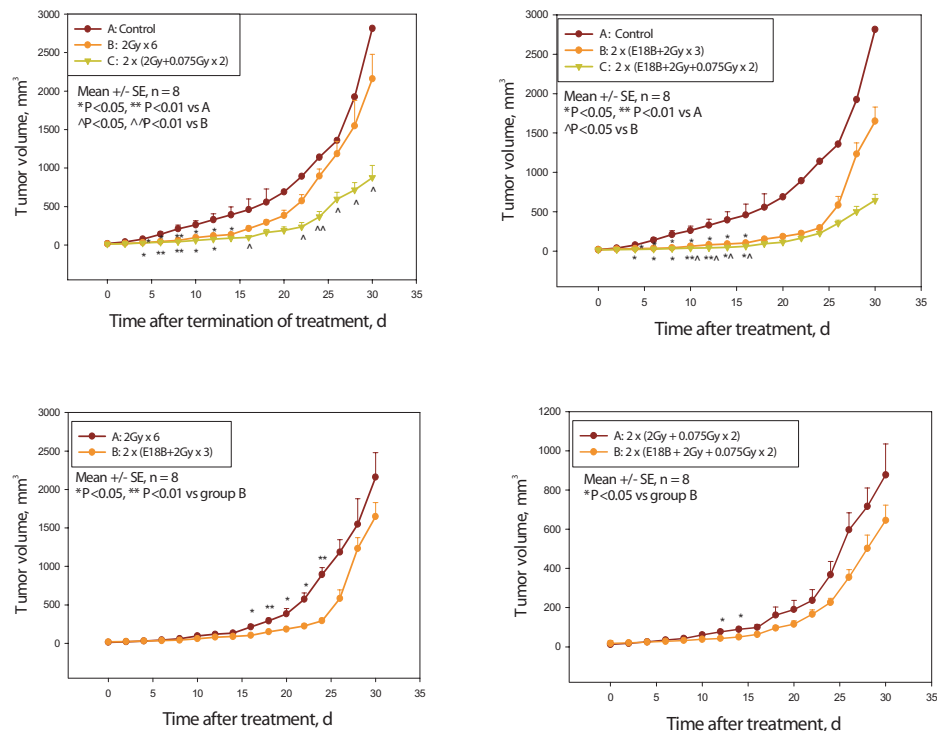 3000
2500
2000
1500
1000
500
0
Tumor volume, mm³
A: Control
B: 2Gy x 6
C: 2 x (2Gy+0.075Gy x 2)
Mean +/- SE, n = 8
*P<0.05, ** P<0.01 vs A
^P<0.05, ^^P<0.01 vs B
* ** ** * *
* * * * * *
^ ^ ^^ ^ ^ ^
0 5 10 15 20 25 30 35
Time after termination of treatment, d
3000
2500
2000
1500
1000
500
0
Tumor volume, mm³
A: Control
B: 2 x (E18B+2Gy x 3)
C: 2 x (E18B+2Gy+0.075Gy x 2)
Mean +/- SE, n = 8
*P<0.05, ** P<0.01 vs A
^P<0.05 vs B
* * * * * * *
* * * **^ **^ *^ *^
0 5 10 15 20 25 30 35
Time after treatment, d
3000
2500
2000
1500
1000
500
0
Tumor volume, mm³
A: 2Gy x 6
B: 2 x (E18B+2Gy x 3)
Mean +/- SE, n = 8
*P<0.05, ** P<0.01 vs group B
* ** * * **
0 5 10 15 20 25 30 35
Time after treatment, d
1200
1000
800
600
400
200
0
Tumor volume, mm³
A: 2 x (2Gy + 0.075Gy x 2)
B: 2 x (E18B + 2Gy + 0.075Gy x 2)
Mean +/- SE, n = 8
*P<0.05 vs group B
* *
0 5 10 15 20 25 30 35
Time after treatment, d